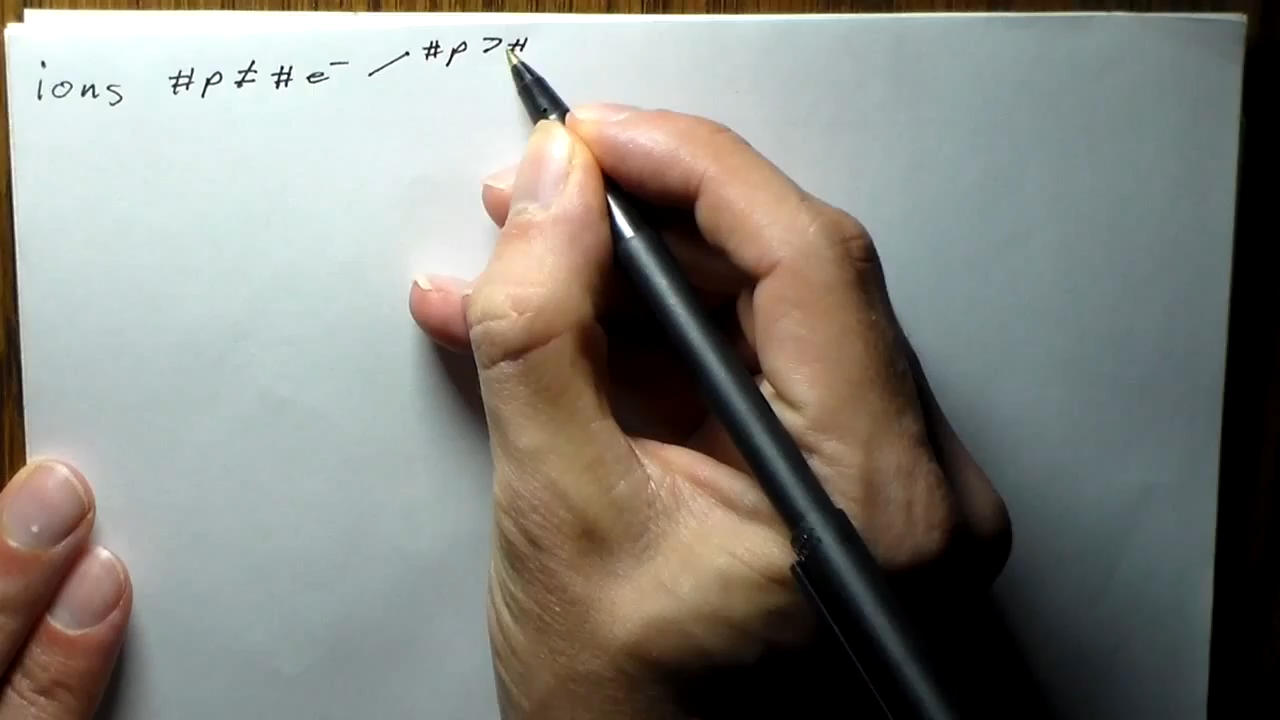 ions #p ≠ #e⁻ / #p > #